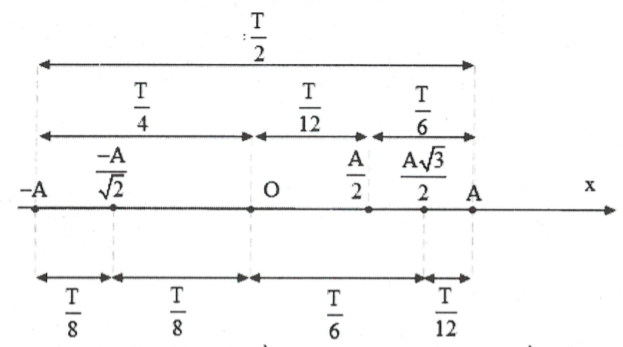 T/2
T/4 T/12 T/6
-A -A/√2 O A/2 A√3/2 A x
T/8 T/8 T/6 T/12